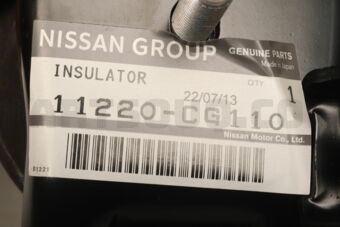 NISSAN GROUP GENUINE PARTS
Made in Japan
INSULATOR QTY
22/07/13 1
11220-CG110
Nissan Motor Co., Ltd.